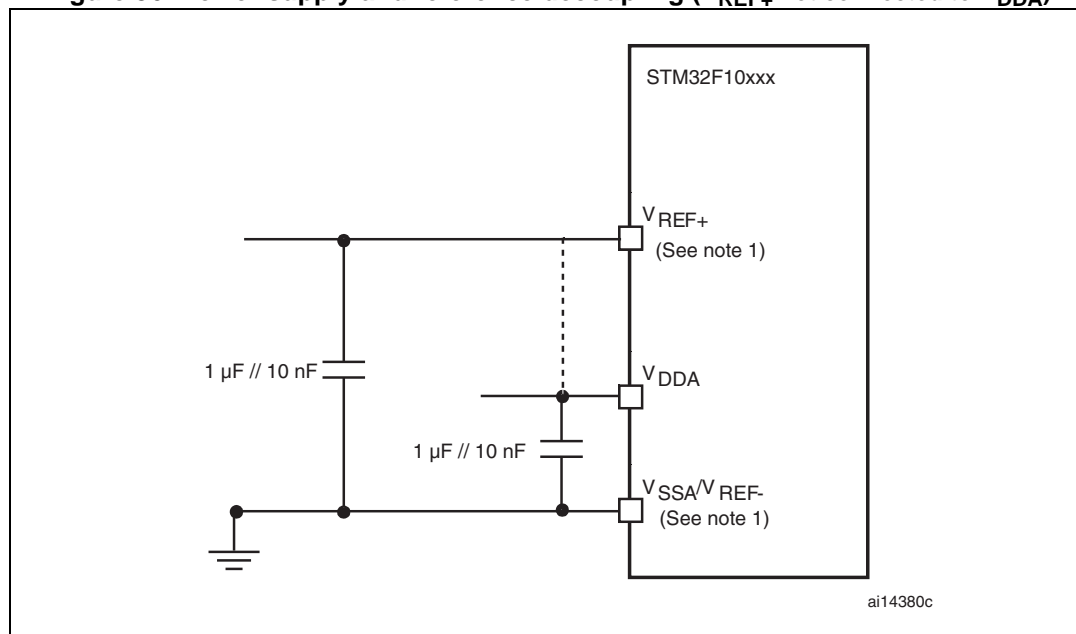 STM32F10xxx
VREF+
(See note 1)
1 µF // 10 nF
VDDA
1 µF // 10 nF
VSSA/VREF-
(See note 1)
ai14380c